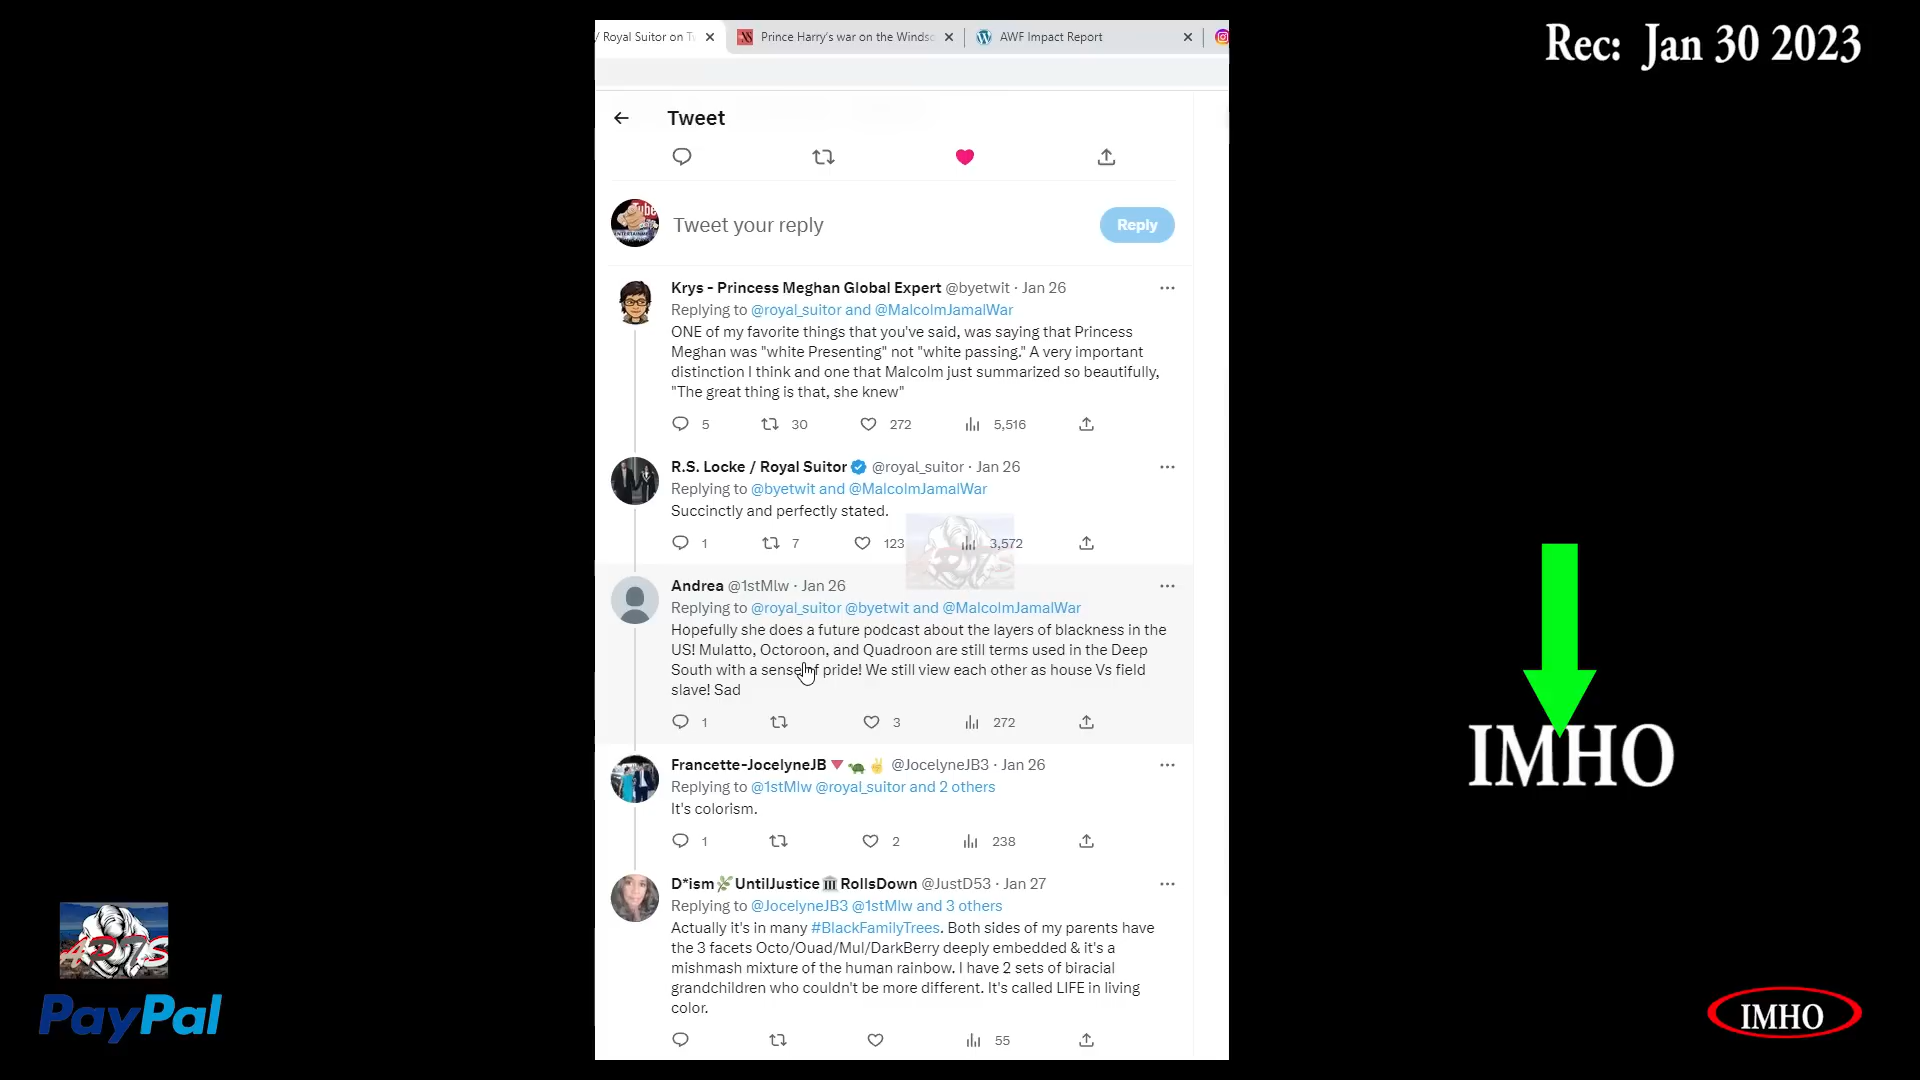 / Royal Suitor on Tw
Prince Harry's war on the Windso
AWF Impact Report
Rec: Jan 30 2023
Tweet
Tweet your reply
Reply
Krys - Princess Meghan Global Expert @byetwit · Jan 26
Replying to @royal_suitor and @MalcolmJamalWar
ONE of my favorite things that you've said, was saying that Princess
Meghan was "white Presenting" not "white passing." A very important
distinction I think and one that Malcolm just summarized so beautifully,
"The great thing is that, she knew"
5 30 272 5,516
R.S. Locke / Royal Suitor @royal_suitor · Jan 26
Replying to @byetwit and @MalcolmJamalWar
Succinctly and perfectly stated.
1 7 123 3,572
Andrea @1stMlw · Jan 26
Replying to @royal_suitor @byetwit and @MalcolmJamalWar
Hopefully she does a future podcast about the layers of blackness in the
US! Mulatto, Octoroon, and Quadroon are still terms used in the Deep
South with a sense of pride! We still view each other as house Vs field
slave! Sad
1 3 272
Francette-JocelyneJB @JocelyneJB3 · Jan 26
Replying to @1stMlw @royal_suitor and 2 others
It's colorism.
1 2 238
D*ism UntilJustice RollsDown @JustD53 · Jan 27
Replying to @JocelyneJB3 @1stMlw and 3 others
Actually it's in many #BlackFamilyTrees. Both sides of my parents have
the 3 facets Octo/Quad/Mul/DarkBerry deeply embedded & it's a
mishmash mixture of the human rainbow. I have 2 sets of biracial
grandchildren who couldn't be more different. It's called LIFE in living
color.
55
IMHO
PayPal
IMHO